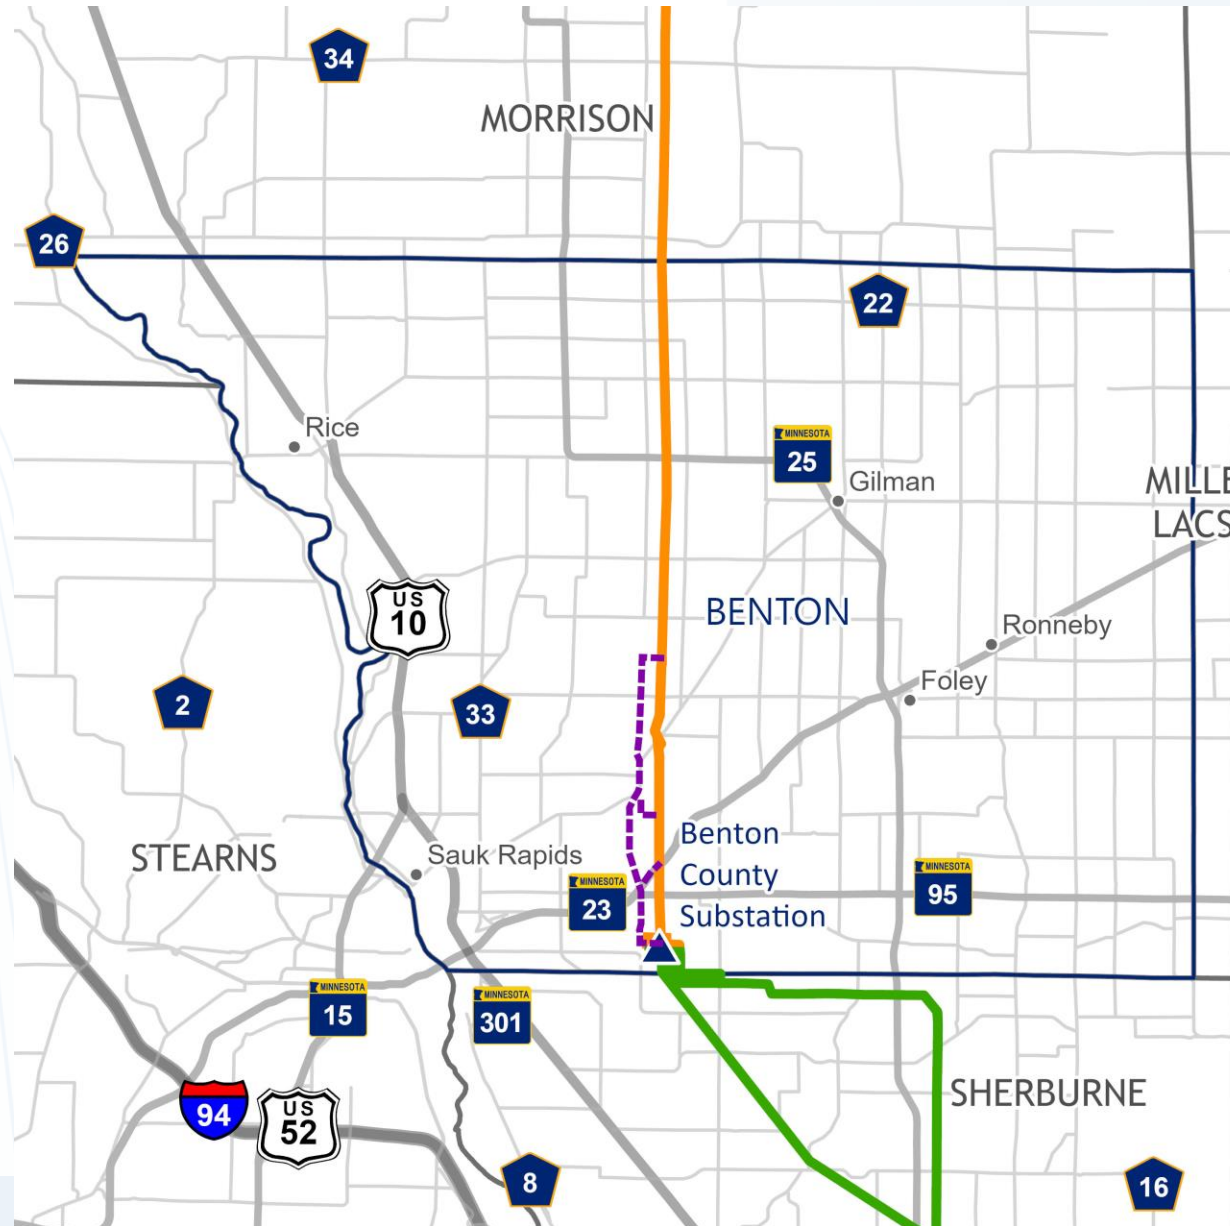 34
MORRISON
26
22
Rice
MINNESOTA
25
Gilman
MILLE
LACS
US
10
BENTON
Ronneby
Foley
2
33
Benton
County
Substation
STEARNS
Sauk Rapids
MINNESOTA
23
MINNESOTA
95
MINNESOTA
15
MINNESOTA
301
94
US
52
SHERBURNE
8
16